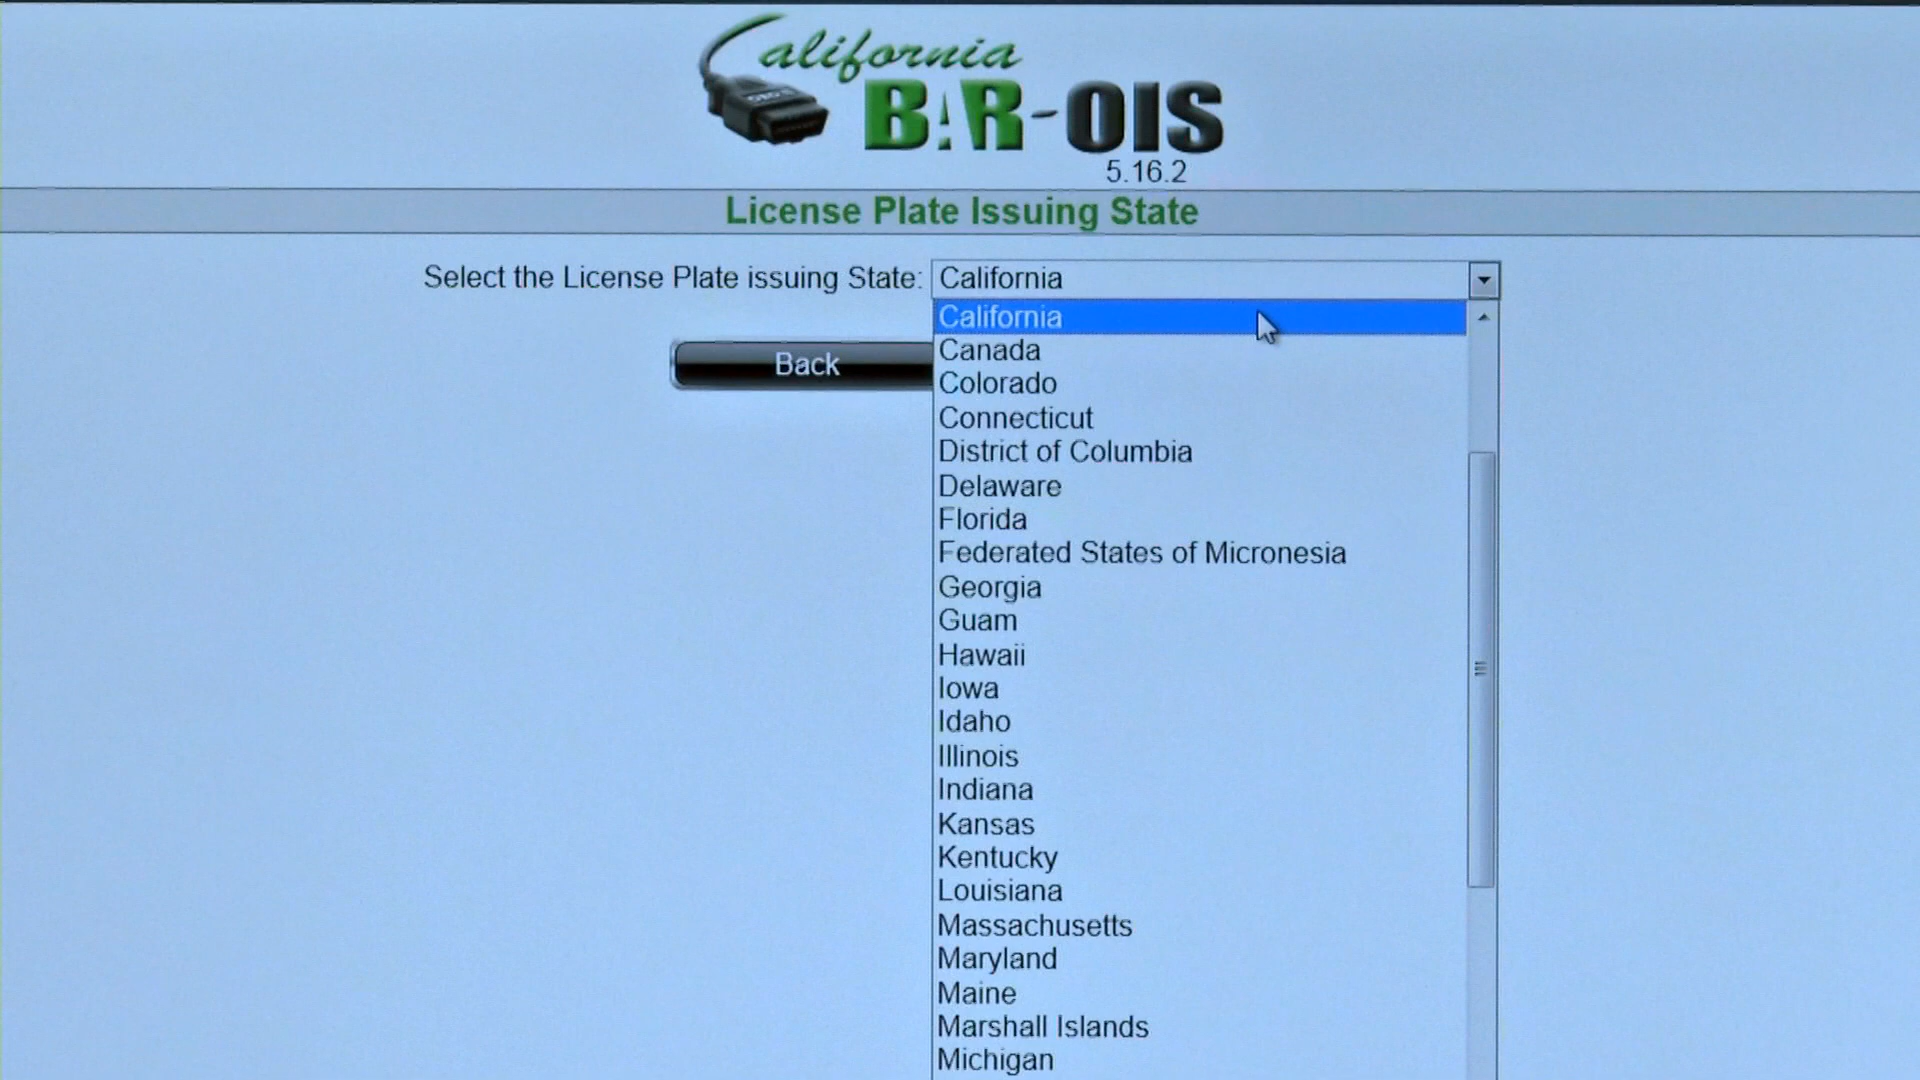 California
BAR-OIS
5.16.2
License Plate Issuing State
Select the License Plate issuing State: California
California
Back
Canada
Colorado
Connecticut
District of Columbia
Delaware
Florida
Federated States of Micronesia
Georgia
Guam
Hawaii
Iowa
Idaho
Illinois
Indiana
Kansas
Kentucky
Louisiana
Massachusetts
Maryland
Maine
Marshall Islands
Michigan